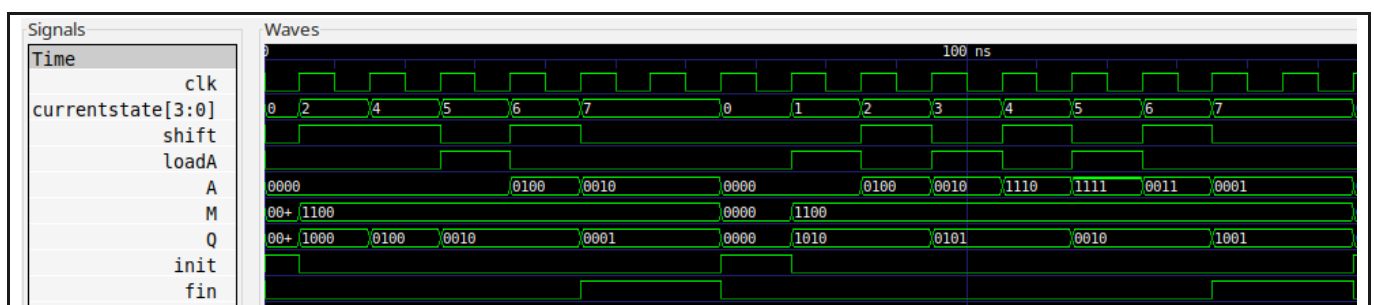 Signals Waves
Time 0 100 ns
clk
currentstate[3:0] 0 2 4 5 6 7 0 1 2 3 4 5 6 7
shift
loadA
A 0000 0100 0010 0000 0100 0010 1110 1111 0011 0001
M 00+ 1100 0000 1100
Q 00+ 1000 0100 0010 0001 0000 1010 0101 0010 1001
init
fin